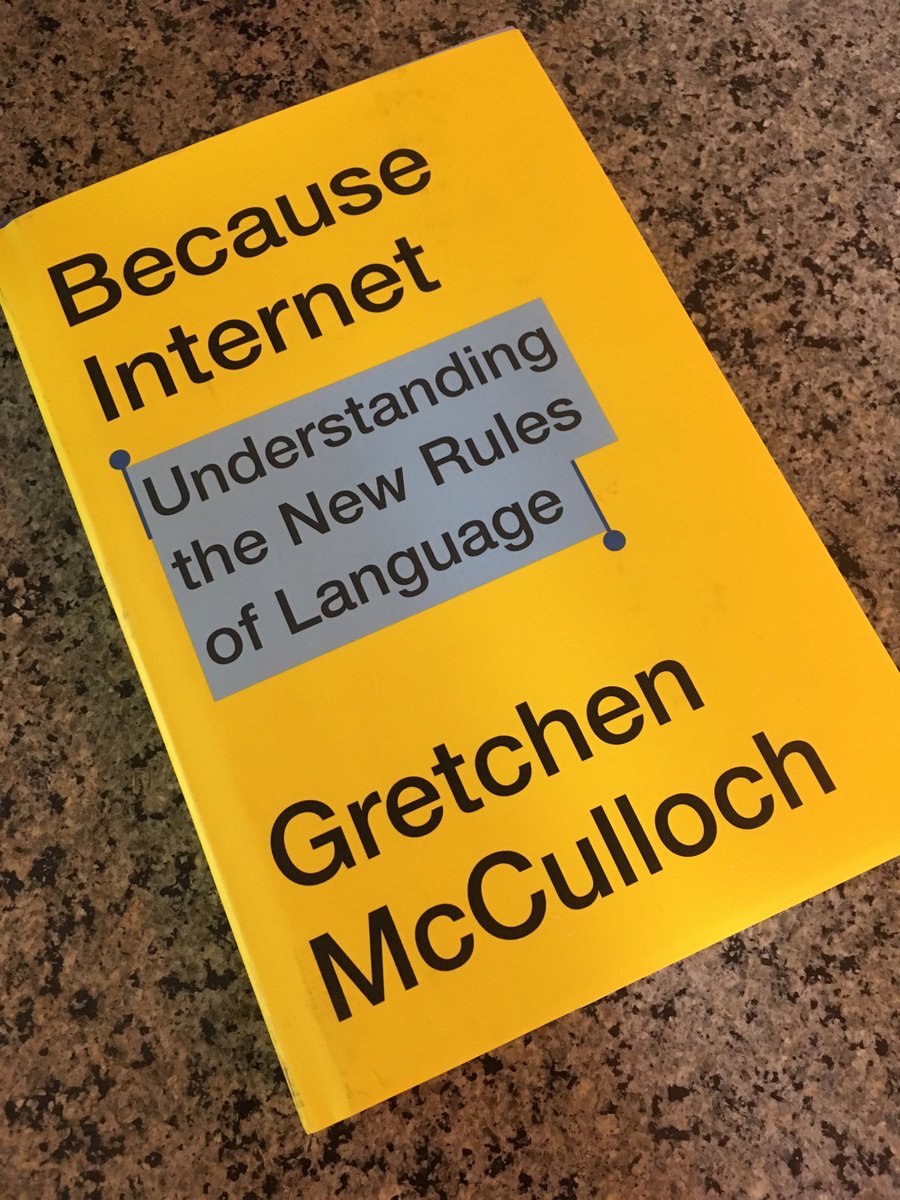 Because
Internet
Understanding
the New Rules
of Language
Gretchen
McCulloch